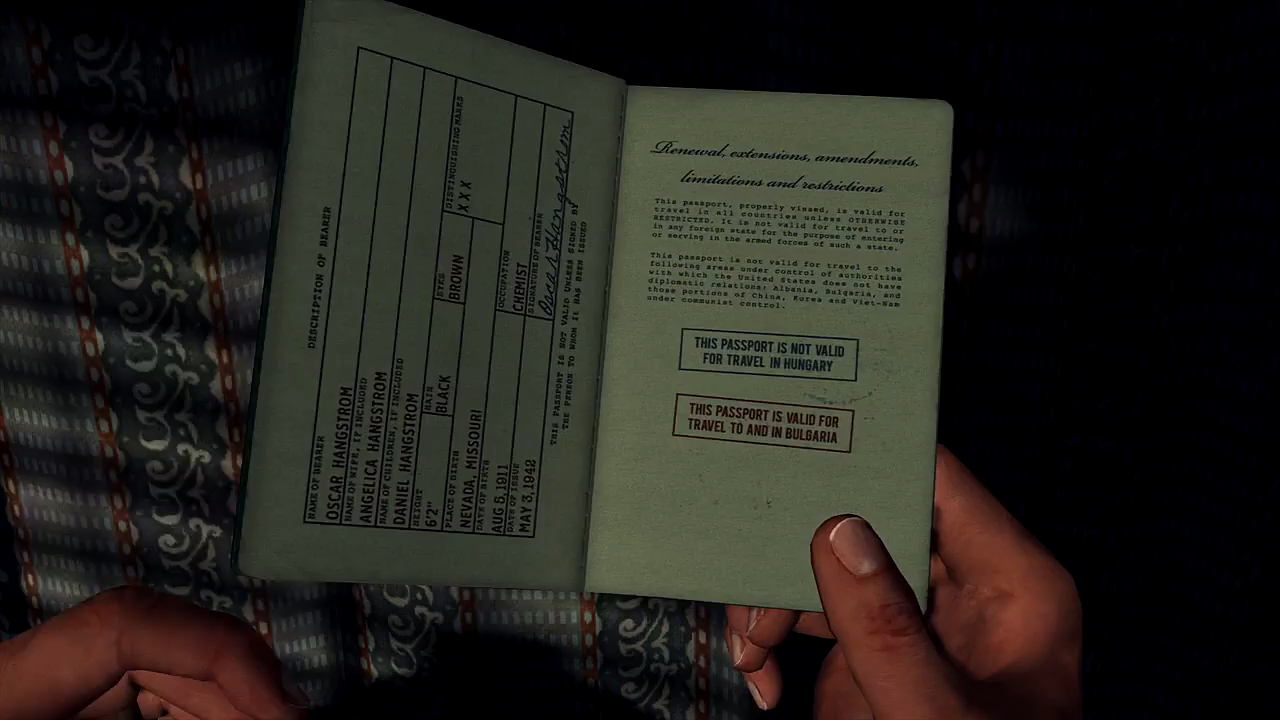 DESCRIPTION OF BEARER
NAME OF BEARER
OSCAR HANGSTROM
NAME OF WIFE, IF INCLUDED
ANGELICA HANGSTROM
NAME OF CHILDREN, IF INCLUDED
DANIEL HANGSTROM
HEIGHT HAIR EYES DISTINGUISHING MARKS
6'2" BLACK BROWN XXX
PLACE OF BIRTH
NEVADA, MISSOURI
DATE OF BIRTH OCCUPATION
AUG 5, 1911 CHEMIST
DATE OF ISSUE SIGNATURE OF BEARER
MAY 3, 1942 Oscar Hangstrom
THIS PASSPORT IS NOT VALID UNLESS SIGNED BY
THE PERSON TO WHOM IT HAS BEEN ISSUED
Renewal, extensions, amendments,
limitations and restrictions
This passport, properly vissed, is valid for
travel in all countries unless OTHERWISE
RESTRICTED. It is not valid for travel to or
in any foreign state for the purpose of entering
or serving in the armed forces of such a state.
This passport is not valid for travel to the
following areas under control of authorities
with which the United States does not have
diplomatic relations: Albania, Bulgaria, and
those portions of China, Korea and Viet-Nam
under communist control.
THIS PASSPORT IS NOT VALID
FOR TRAVEL IN HUNGARY
THIS PASSPORT IS VALID FOR
TRAVEL TO AND IN BULGARIA